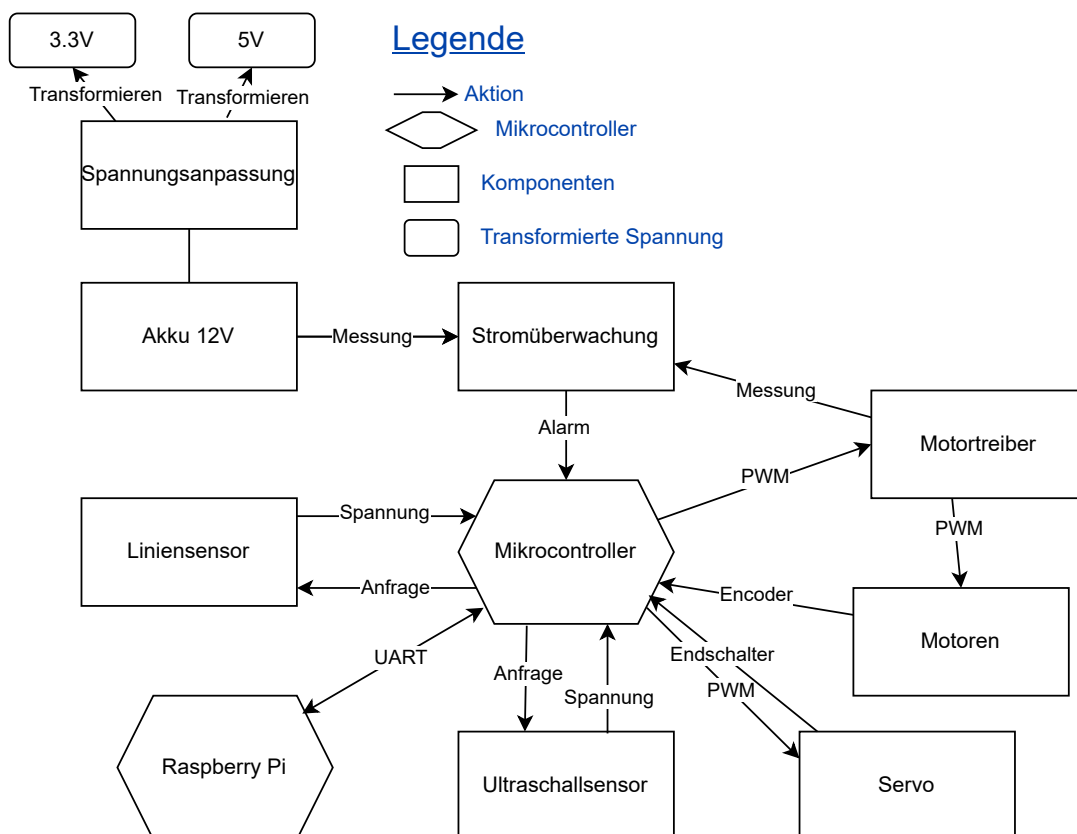 3.3V
5V
Legende
Transformieren
Transformieren
Aktion
Mikrocontroller
Spannungsanpassung
Komponenten
Transformierte Spannung
Akku 12V
Messung
Stromüberwachung
Messung
Alarm
Motortreiber
PWM
Spannung
PWM
Liniensensor
Mikrocontroller
Anfrage
Encoder
Motoren
UART
Endschalter
Anfrage
PWM
Spannung
Raspberry Pi
Ultraschallsensor
Servo